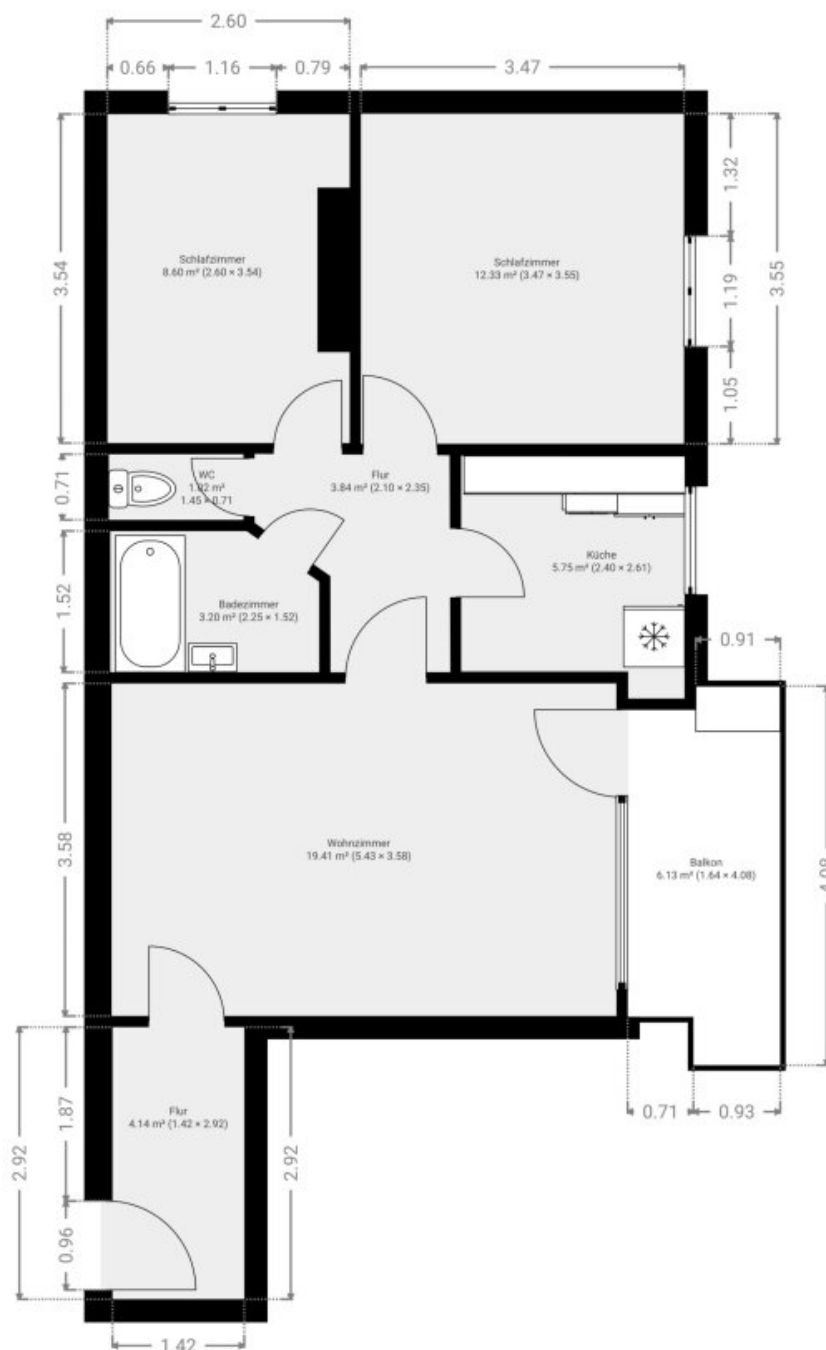 2.60
0.66
1.16
0.79
3.47
3.54
Schlafzimmer
8.60 m² (2.60 × 3.54)
Schlafzimmer
12.33 m² (3.47 × 3.55)
1.32
1.19
1.05
3.55
0.71
WC
1.02 m²
1.45 × 0.71
Flur
3.84 m² (2.10 × 2.35)
Küche
5.75 m² (2.40 × 2.61)
1.52
Badezimmer
3.20 m² (2.25 × 1.52)
0.91
3.58
Wohnzimmer
19.41 m² (5.43 × 3.58)
Balkon
6.13 m² (1.64 × 4.08)
4.08
2.92
1.87
0.96
Flur
4.14 m² (1.42 × 2.92)
2.92
0.71
0.93
1.42